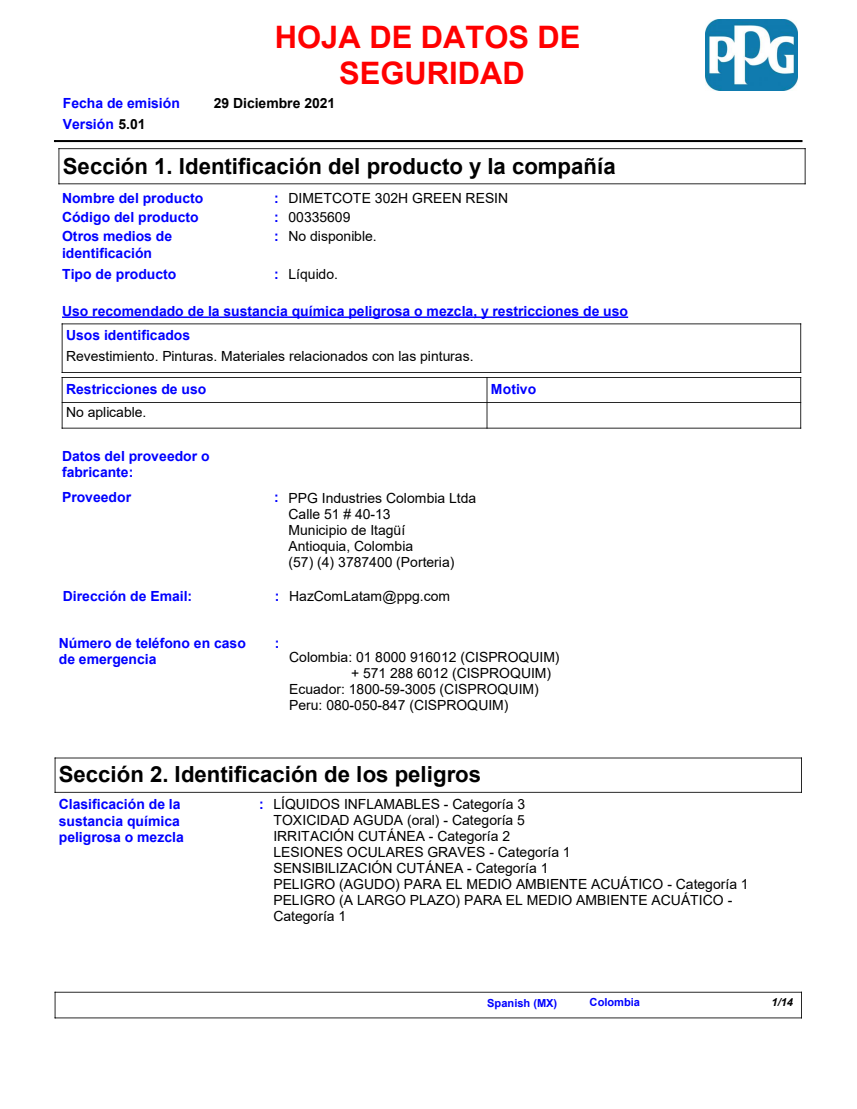 HOJA DE DATOS DE
SEGURIDAD
PPG
Fecha de emisión 29 Diciembre 2021
Versión 5.01
Sección 1. Identificación del producto y la compañía
Nombre del producto : DIMETCOTE 302H GREEN RESIN
Código del producto : 00335609
Otros medios de : No disponible.
identificación
Tipo de producto : Líquido.
Uso recomendado de la sustancia química peligrosa o mezcla, y restricciones de uso
Usos identificados
Revestimiento. Pinturas. Materiales relacionados con las pinturas.
Restricciones de uso Motivo
No aplicable.
Datos del proveedor o
fabricante:
Proveedor : PPG Industries Colombia Ltda
Calle 51 # 40-13
Municipio de Itagüí
Antioquia, Colombia
(57) (4) 3787400 (Porteria)
Dirección de Email: : HazComLatam@ppg.com
Número de teléfono en caso :
de emergencia
Colombia: 01 8000 916012 (CISPROQUIM)
+ 571 288 6012 (CISPROQUIM)
Ecuador: 1800-59-3005 (CISPROQUIM)
Peru: 080-050-847 (CISPROQUIM)
Sección 2. Identificación de los peligros
Clasificación de la : LÍQUIDOS INFLAMABLES - Categoría 3
sustancia química TOXICIDAD AGUDA (oral) - Categoría 5
peligrosa o mezcla IRRITACIÓN CUTÁNEA - Categoría 2
LESIONES OCULARES GRAVES - Categoría 1
SENSIBILIZACIÓN CUTÁNEA - Categoría 1
PELIGRO (AGUDO) PARA EL MEDIO AMBIENTE ACUÁTICO - Categoría 1
PELIGRO (A LARGO PLAZO) PARA EL MEDIO AMBIENTE ACUÁTICO -
Categoría 1
Spanish (MX) Colombia 1/14